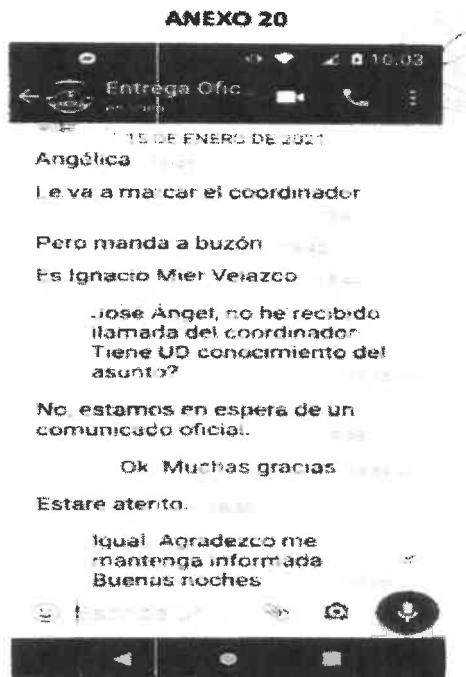 ANEXO 20
10.03
Entrega Ofic...
15 DE ENERO DE 2021
Angélica
Le va a marcar el coordinador
Pero manda a buzón
Es Ignacio Mier Velazco
José Ángel, no he recibido
llamada del coordinador
Tiene UD conocimiento del
asunto?
No, estamos en espera de un
comunicado oficial.
Ok Muchas gracias
Estare atento.
Igual Agradezco me
mantenga informada
Buenas noches